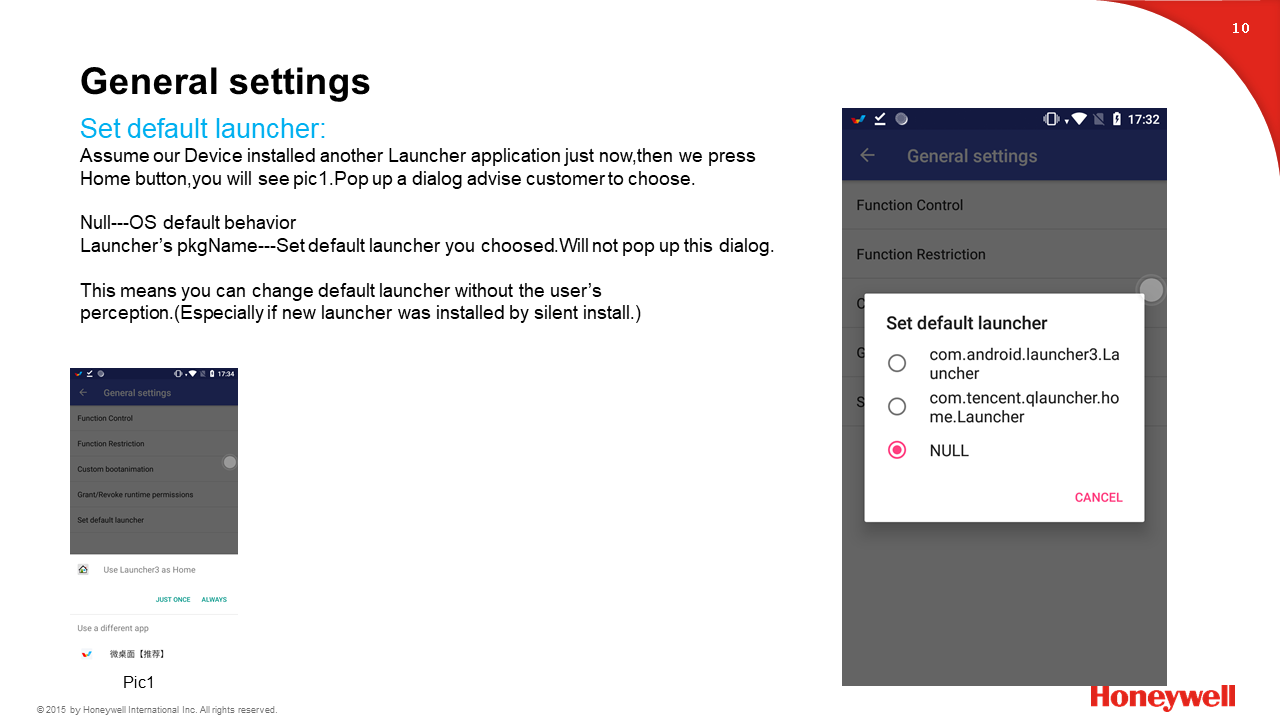 10
General settings
Set default launcher:
Assume our Device installed another Launcher application just now,then we press
Home button,you will see pic1.Pop up a dialog advise customer to choose.
Null---OS default behavior
Launcher’s pkgName---Set default launcher you choosed.Will not pop up this dialog.
This means you can change default launcher without the user’s
perception.(Especially if new launcher was installed by silent install.)
17:34
General settings
Function Control
Function Restriction
Custom bootanimation
Grant/Revoke runtime permissions
Set default launcher
Use Launcher3 as Home
JUST ONCE ALWAYS
Use a different app
微桌面【推荐】
Pic1
17:32
General settings
Function Control
Function Restriction
C
G
S
Set default launcher
com.android.launcher3.La
uncher
com.tencent.qlauncher.ho
me.Launcher
NULL
CANCEL
Honeywell
© 2015 by Honeywell International Inc. All rights reserved.